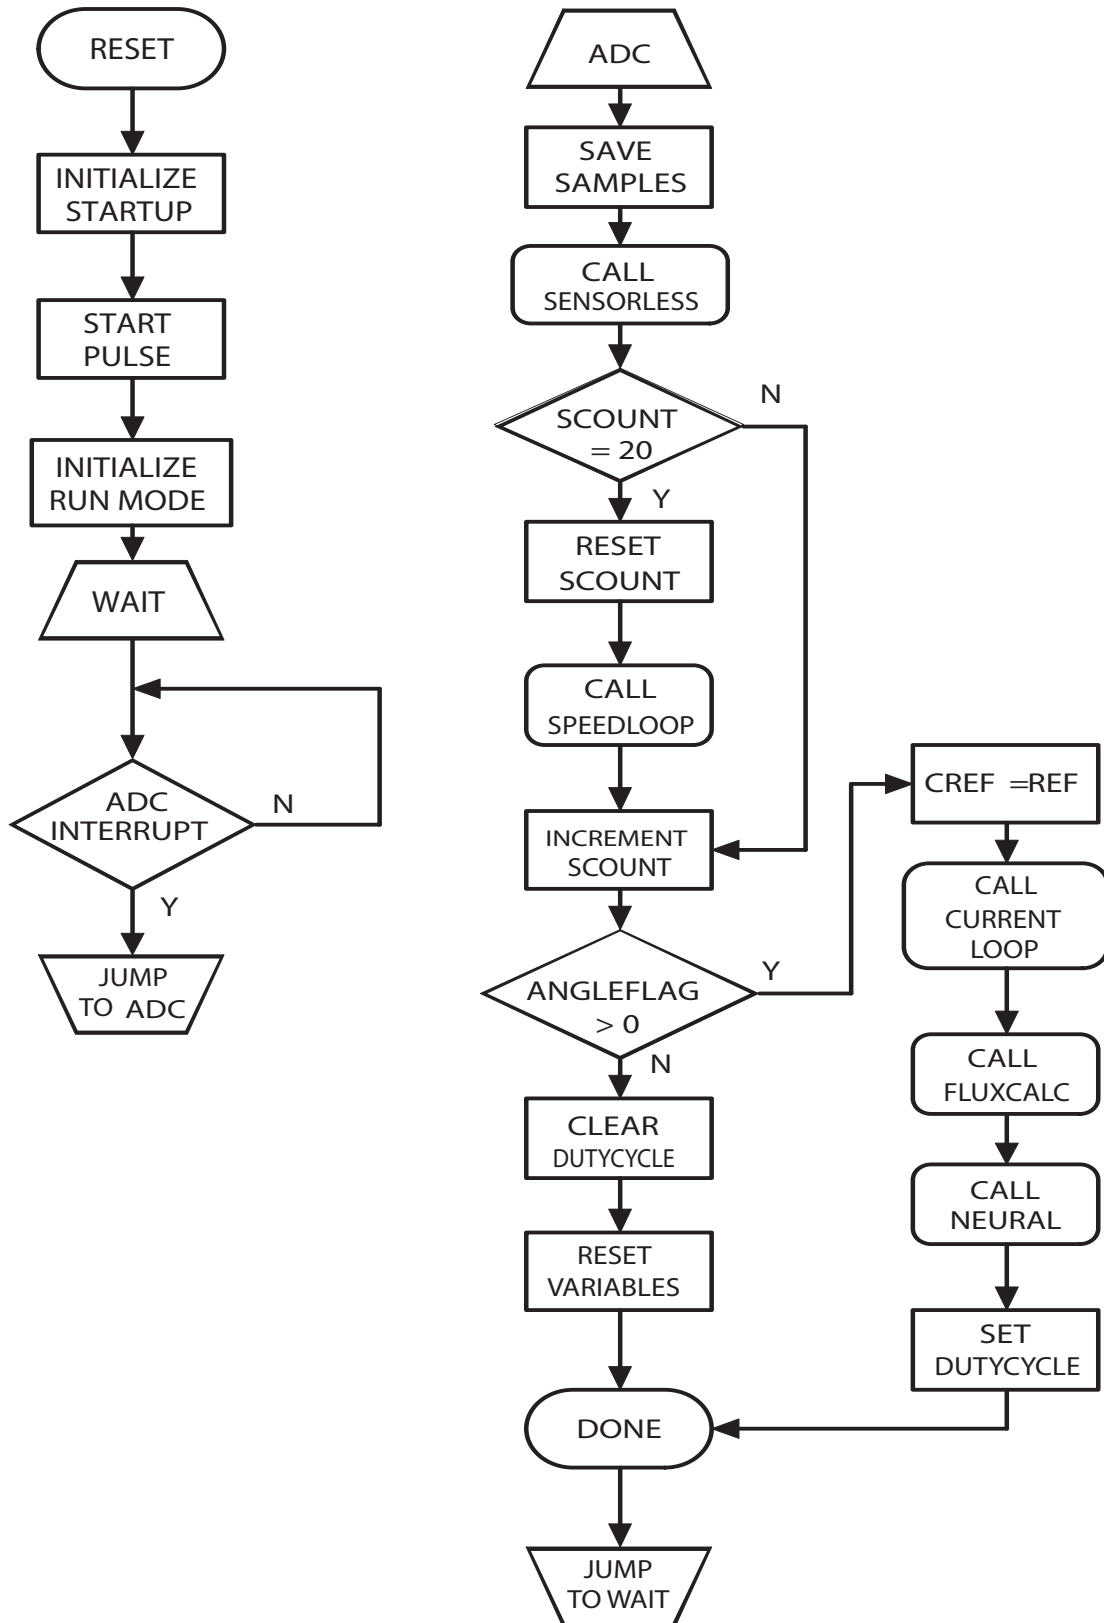 RESET
INITIALIZE
STARTUP
START
PULSE
INITIALIZE
RUN MODE
WAIT
ADC
INTERRUPT
N
Y
JUMP
TO ADC
ADC
SAVE
SAMPLES
CALL
SENSORLESS
SCOUNT
= 20
N
Y
RESET
SCOUNT
CALL
SPEEDLOOP
INCREMENT
SCOUNT
ANGLEFLAG
> 0
Y
N
CLEAR
DUTYCYCLE
RESET
VARIABLES
DONE
JUMP
TO WAIT
CREF =REF
CALL
CURRENT
LOOP
CALL
FLUXCALC
CALL
NEURAL
SET
DUTYCYCLE